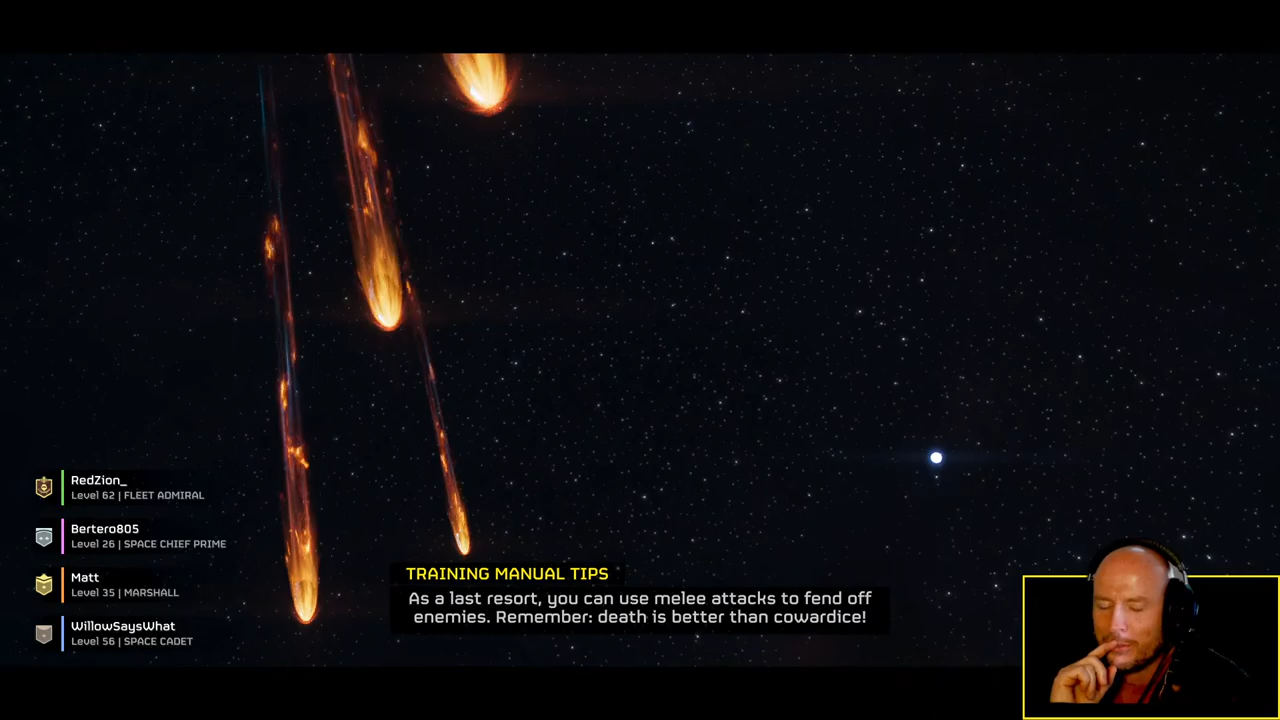 RedZion_
Level 62 | FLEET ADMIRAL
Bertero805
Level 26 | SPACE CHIEF PRIME
Matt
Level 35 | MARSHALL
WillowSaysWhat
Level 56 | SPACE CADET
TRAINING MANUAL TIPS
As a last resort, you can use melee attacks to fend off
enemies. Remember: death is better than cowardice!